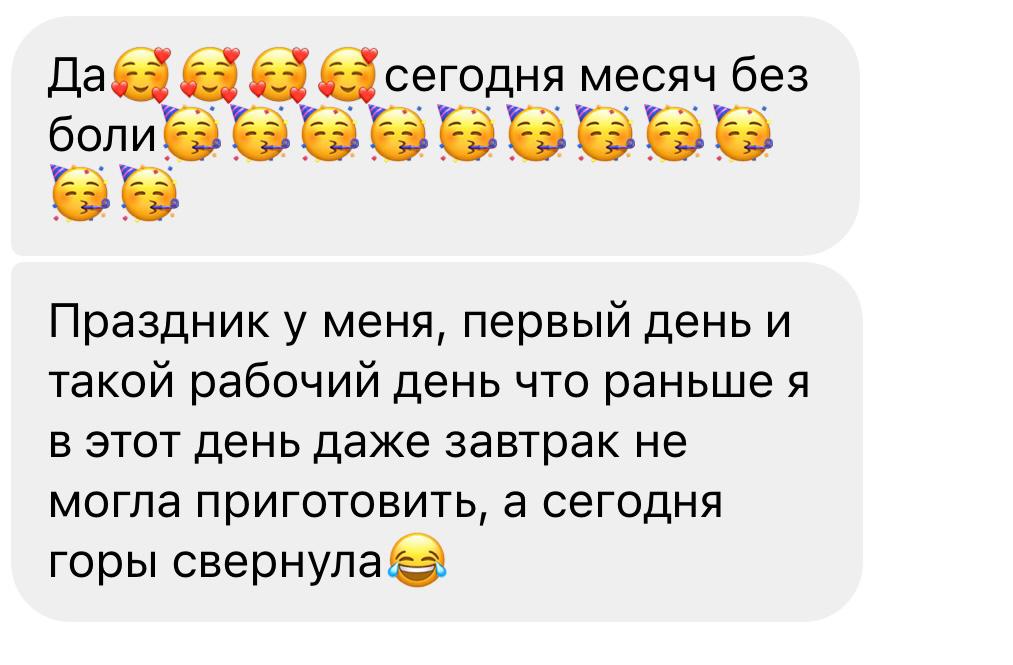 Да🥰🥰🥰🥰сегодня месяч без
боли🥳🥳🥳🥳🥳🥳🥳🥳🥳
🥳🥳
Праздник у меня, первый день и
такой рабочий день что раньше я
в этот день даже завтрак не
могла приготовить, а сегодня
горы свернула😂